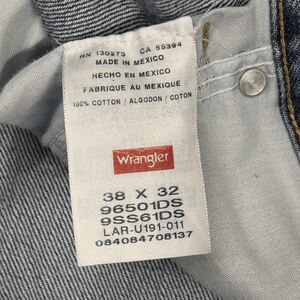 RN 130273 CA 55394
MADE IN MEXICO
HECHO EN MEXICO
FABRIQUE AU MEXIQUE
100% COTTON / ALGODON / COTON
Wrangler
38 X 32
96501DS
9SS61DS
LAR-U191-011
084084708137